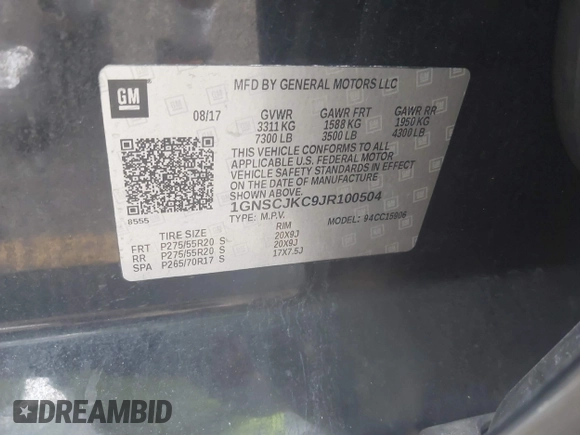 GM
MFD BY GENERAL MOTORS LLC
08/17 GVWR GAWR FRT GAWR RR
3311 KG 1588 KG 1950 KG
7300 LB 3500 LB 4300 LB
THIS VEHICLE CONFORMS TO ALL
APPLICABLE U.S. FEDERAL MOTOR
VEHICLE SAFETY STANDARDS IN EFFECT
ON THE DATE OF MANUFACTURE
SHOWN ABOVE.
1GNSCJKC9JR100504
8555 TYPE: M.P.V. MODEL: 94CC15906
TIRE SIZE RIM
FRT P275/55R20 S 20X9J
RR P275/55R20 S 20X9J
SPA P265/70R17 S 17X7.5J
DREAMBID